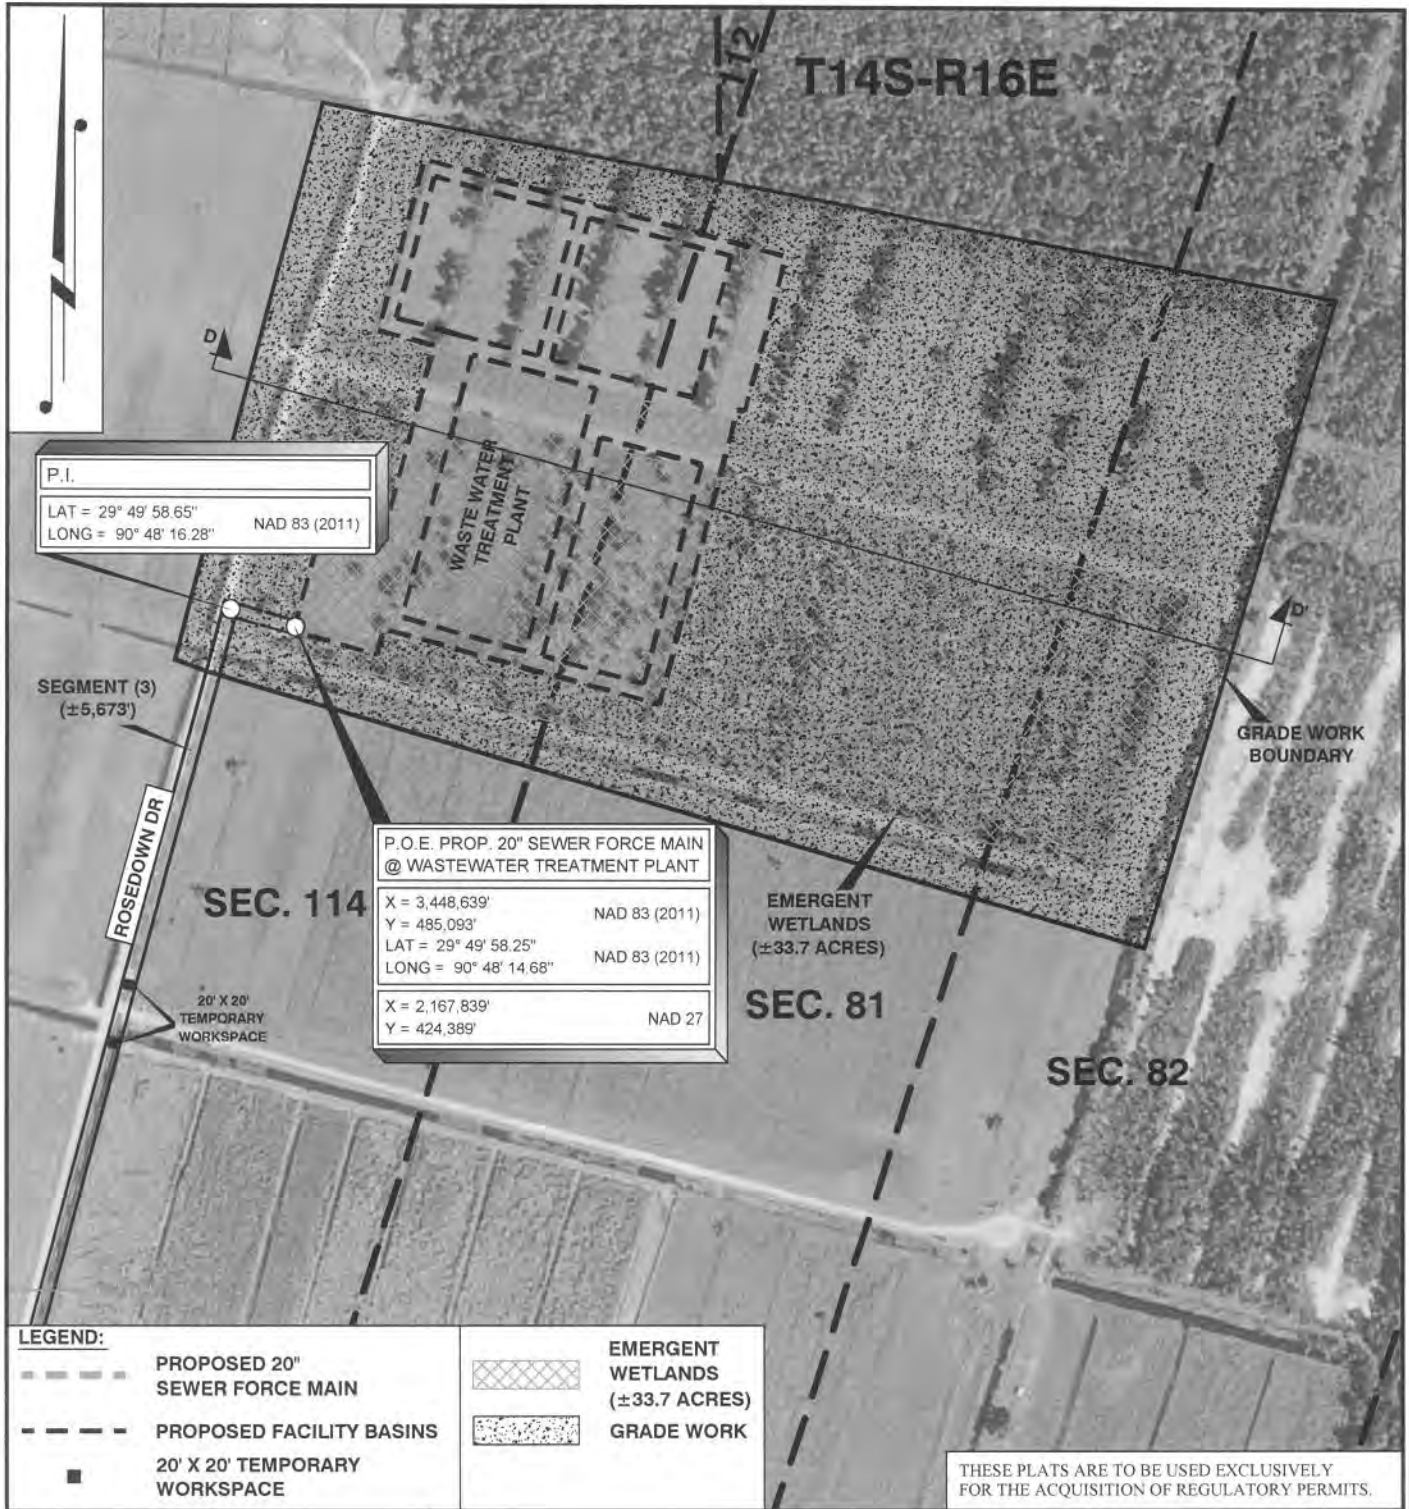 112
T14S-R16E
D
P.I.
LAT = 29° 49' 58.65"
LONG = 90° 48' 16.28"
NAD 83 (2011)
WASTE WATER
TREATMENT
PLANT
D'
SEGMENT (3)
(±5,673')
GRADE WORK
BOUNDARY
ROSEDOWN DR
SEC. 114
P.O.E. PROP. 20" SEWER FORCE MAIN
@ WASTEWATER TREATMENT PLANT
X = 3,448,639'
Y = 485,093'
NAD 83 (2011)
LAT = 29° 49' 58.25"
LONG = 90° 48' 14.68"
NAD 83 (2011)
X = 2,167,839'
Y = 424,389'
NAD 27
EMERGENT
WETLANDS
(±33.7 ACRES)
SEC. 81
20' X 20'
TEMPORARY
WORKSPACE
SEC. 82
LEGEND:
PROPOSED 20"
SEWER FORCE MAIN
PROPOSED FACILITY BASINS
20' X 20' TEMPORARY
WORKSPACE
EMERGENT
WETLANDS
(±33.7 ACRES)
GRADE WORK
THESE PLATS ARE TO BE USED EXCLUSIVELY
FOR THE ACQUISITION OF REGULATORY PERMITS.